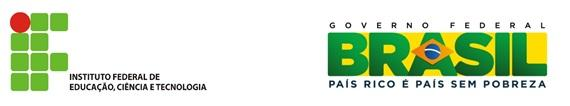 INSTITUTO FEDERAL DE
EDUCAÇÃO, CIÊNCIA E TECNOLOGIA
GOVERNO FEDERAL
BRASIL
PAÍS RICO É PAÍS SEM POBREZA